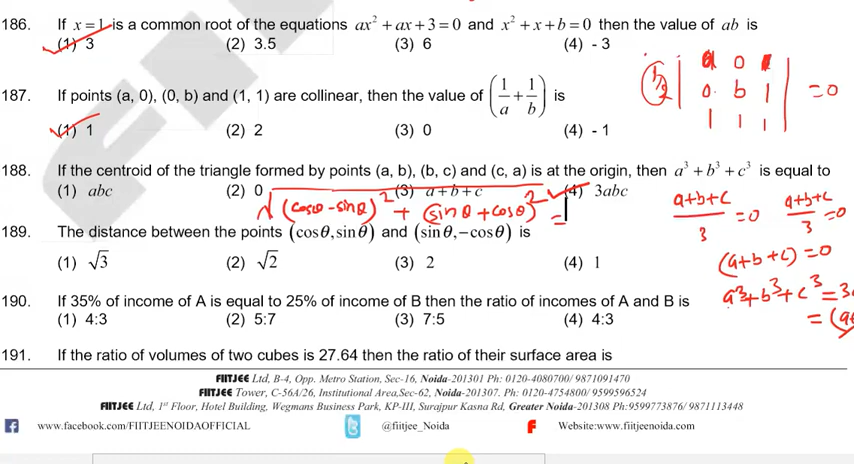 186. If x = 1 is a common root of the equations ax² + ax + 3 = 0 and x² + x + b = 0 then the value of ab is
(1) 3 (2) 3.5 (3) 6 (4) - 3
187. If points (a, 0), (0, b) and (1, 1) are collinear, then the value of (1/a + 1/b) is
(1) 1 (2) 2 (3) 0 (4) - 1
1/2 | a 0 1
0 b 1
1 1 1 | = 0
188. If the centroid of the triangle formed by points (a, b), (b, c) and (c, a) is at the origin, then a³ + b³ + c³ is equal to
(1) abc (2) 0 (3) a + b + c (4) 3abc
√(cosθ - sinθ)² + (sinθ + cosθ)² =
a+b+c/3 = 0 a+b+c/3 = 0
(a+b+c) = 0
a³+b³+c³ = 3
= (a
189. The distance between the points (cosθ, sinθ) and (sinθ, −cosθ) is
(1) √3 (2) √2 (3) 2 (4) 1
190. If 35% of income of A is equal to 25% of income of B then the ratio of incomes of A and B is
(1) 4:3 (2) 5:7 (3) 7:5 (4) 4:3
191. If the ratio of volumes of two cubes is 27.64 then the ratio of their surface area is
FIITJEE Ltd, B-4, Opp. Metro Station, Sec-16, Noida-201301 Ph: 0120-4080700/ 9871091470
FIITJEE Tower, C-56A/26, Institutional Area,Sec-62, Noida-201307. Ph: 0120-4754800/ 9599596524
FIITJEE Ltd, 1st Floor, Hotel Building, Wegmans Business Park, KP-III, Surajpur Kasna Rd, Greater Noida-201308 Ph:9599773876/ 9871113448
www.facebook.com/FIITJEENOIDAOFFICIAL @fiitjee_Noida Website:www.fiitjeenoida.com